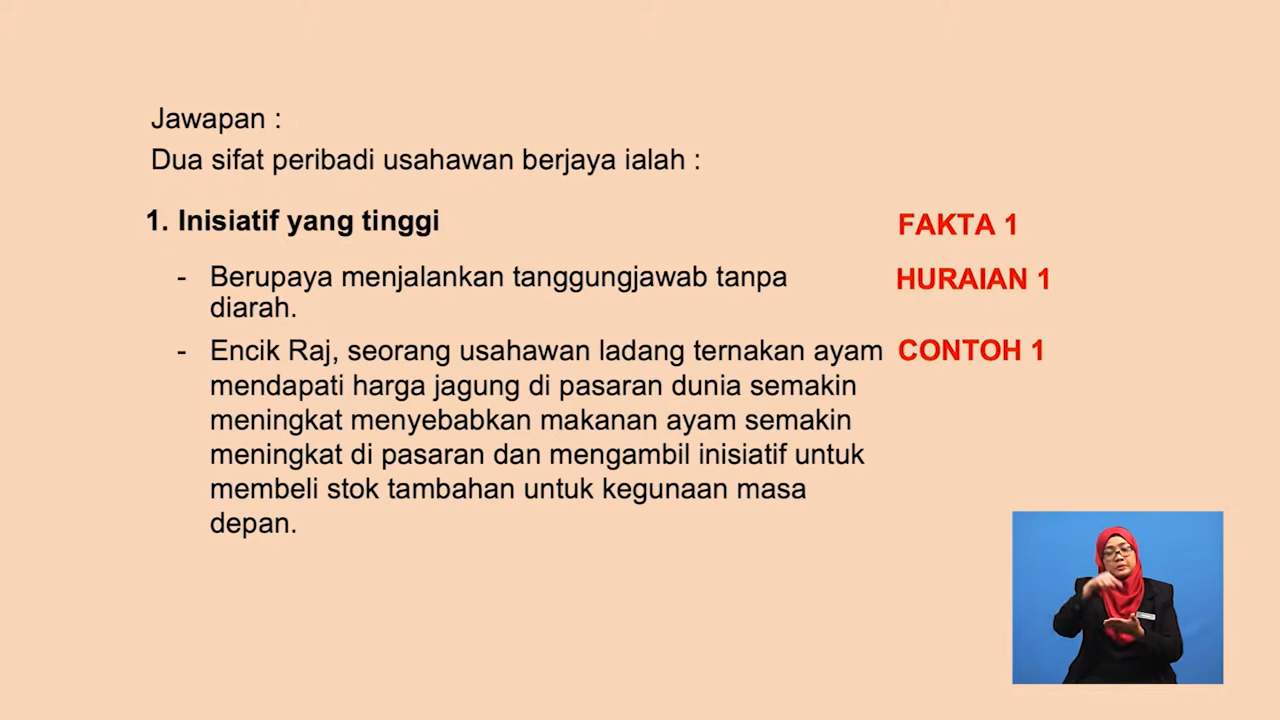 Jawapan :
Dua sifat peribadi usahawan berjaya ialah :
1. Inisiatif yang tinggi
FAKTA 1
- Berupaya menjalankan tanggungjawab tanpa
diarah.
HURAIAN 1
- Encik Raj, seorang usahawan ladang ternakan ayam
mendapati harga jagung di pasaran dunia semakin
meningkat menyebabkan makanan ayam semakin
meningkat di pasaran dan mengambil inisiatif untuk
membeli stok tambahan untuk kegunaan masa
depan.
CONTOH 1